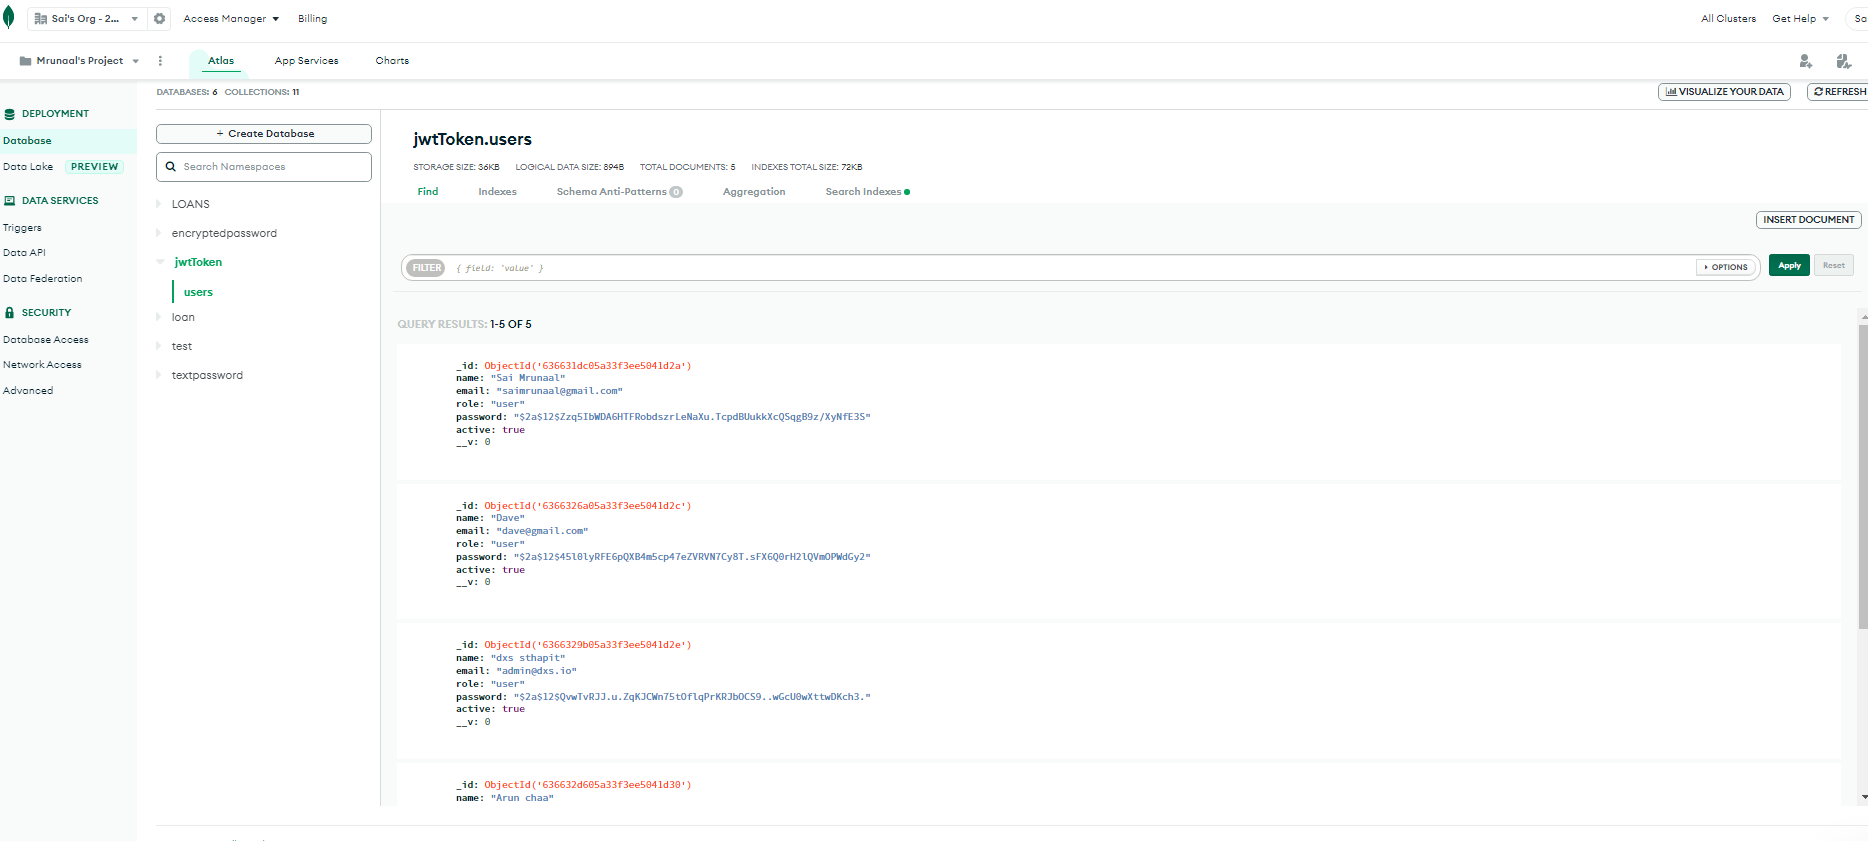 Sai's Org - 2...
Access Manager
Billing
All Clusters
Get Help
Sa
Mrunaal's Project
Atlas
App Services
Charts
DATABASES: 6 COLLECTIONS: 11
VISUALIZE YOUR DATA
REFRESH
DEPLOYMENT
Database
Data Lake PREVIEW
DATA SERVICES
Triggers
Data API
Data Federation
SECURITY
Database Access
Network Access
Advanced
+ Create Database
Search Namespaces
LOANS
encryptedpassword
jwtToken
users
loan
test
textpassword
jwtToken.users
STORAGE SIZE: 36KB LOGICAL DATA SIZE: 894B TOTAL DOCUMENTS: 5 INDEXES TOTAL SIZE: 72KB
Find Indexes Schema Anti-Patterns 0 Aggregation Search Indexes
INSERT DOCUMENT
FILTER { field: 'value' }
OPTIONS
Apply
Reset
QUERY RESULTS: 1-5 OF 5
_id: ObjectId('636631dc05a33f3ee5041d2a')
name: "Sai Mrunaal"
email: "saimrunaal@gmail.com"
role: "user"
password: "$2a$12$Zzq5IbWDA6HTFRobdszrLeNaXu.TcpdBUukkXcQSqgB9z/XyNfE3S"
active: true
__v: 0
_id: ObjectId('6366326a05a33f3ee5041d2c')
name: "Dave"
email: "dave@gmail.com"
role: "user"
password: "$2a$12$45l0lyRFE6pQXB4m5cp47eZVRVN7Cy8T.sFX6Q0rH2lQVmOPWdGy2"
active: true
__v: 0
_id: ObjectId('6366329b05a33f3ee5041d2e')
name: "dxs sthapit"
email: "admin@dxs.io"
role: "user"
password: "$2a$12$QvwTvRJJ.u.ZqKJCWn75tOflqPrKRJbOCS9..wGcU0wXttwDKch3."
active: true
__v: 0
_id: ObjectId('636632d605a33f3ee5041d30')
name: "Arun chaa"